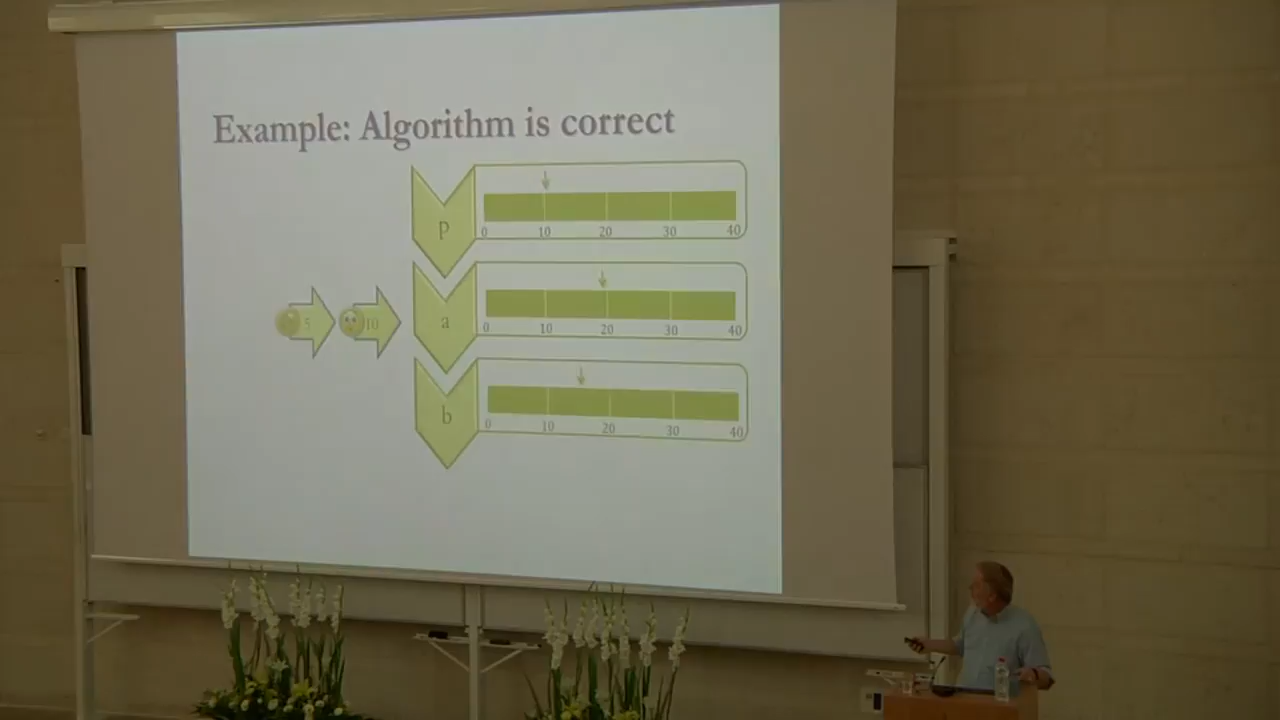 Example: Algorithm is correct
p
0 10 20 30 40
5 10
a
0 10 20 30 40
b
0 10 20 30 40